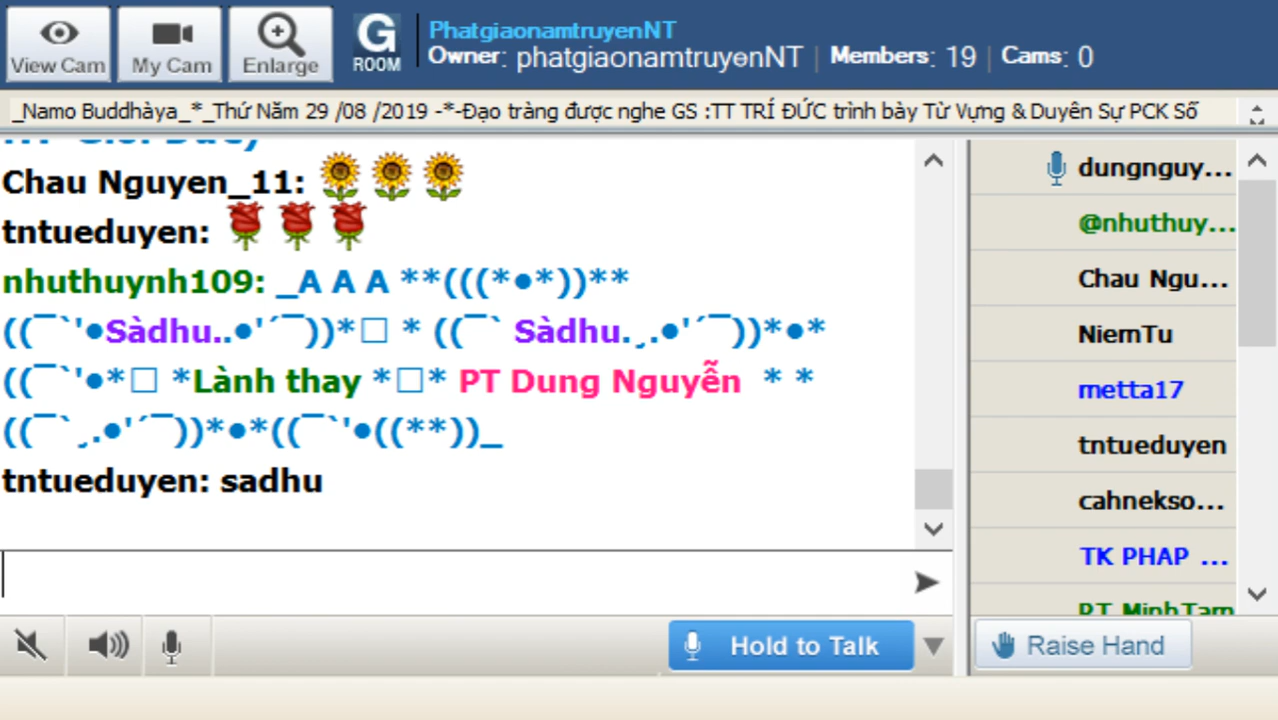 View Cam
My Cam
Enlarge
G
ROOM
PhatgiaonamtruyenNT
Owner: phatgiaonamtruyenNT | Members: 19 | Cams: 0
_Namo Buddhàya_*_Thứ Năm 29 /08 /2019 -*-Đạo tràng được nghe GS :TT TRÍ ĐỨC trình bày Từ Vựng & Duyên Sự PCK Số
Chau Nguyen_11:
tntueduyen:
nhuthuynh109: _A A A **(((*●*))**
((¯`'●Sàdhu..●'´¯))*□ * ((¯` Sàdhu.¸.●'´¯))*●*
((¯`'●*□ *Lành thay *□* PT Dung Nguyễn * *
((¯`¸.●'´¯))*●*((¯`'●((**))_
tntueduyen: sadhu
dungnguy...
@nhuthuy...
Chau Ngu...
NiemTu
metta17
tntueduyen
cahnekso...
TK PHAP ...
PT MinhTam
Hold to Talk
Raise Hand